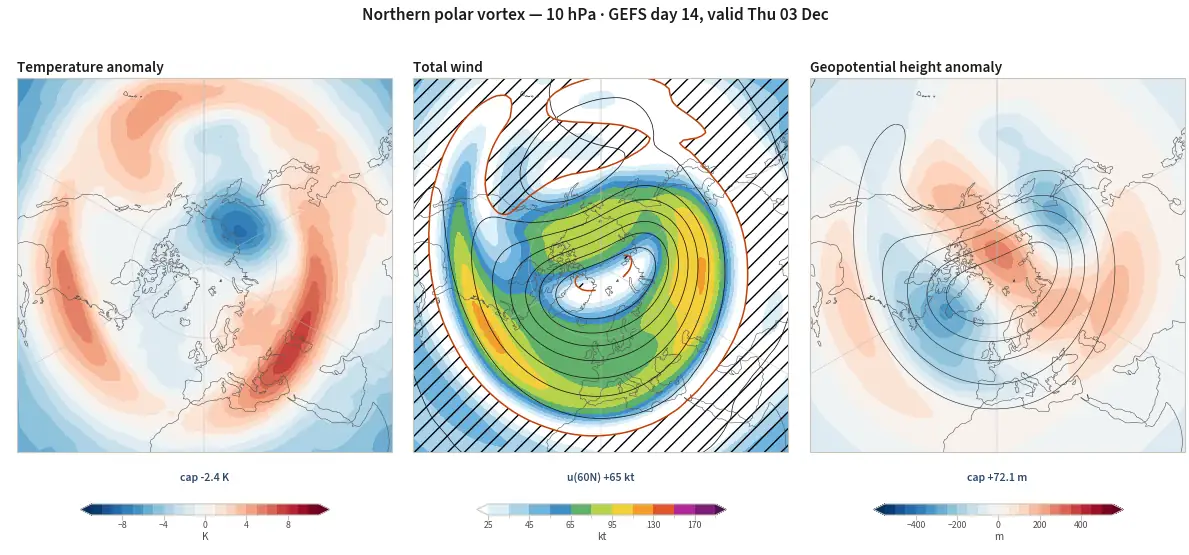 Northern polar vortex — 10 hPa · GEFS day 14, valid Thu 03 Dec
Temperature anomaly
Total wind
Geopotential height anomaly
cap -2.4 K
u(60N) +65 kt
cap +72.1 m
−8 −4 0 4 8
K
25 45 65 95 130 170
kt
−400 −200 0 200 400
m